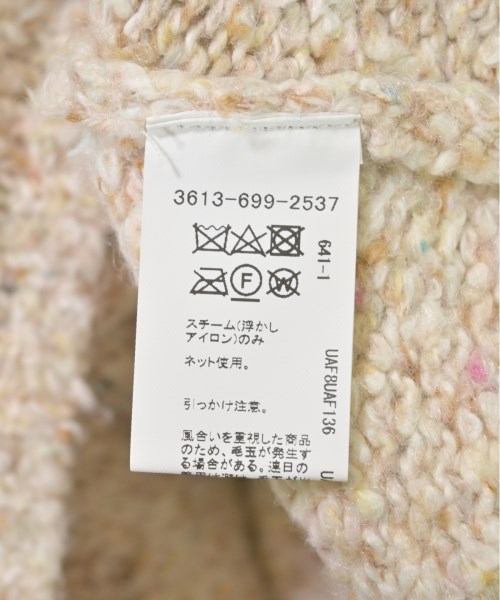 3613-699-2537
F
W
スチーム(浮かし
アイロン)のみ
ネット使用。
引っかけ注意。
風合いを重視した商品
のため、毛玉が発生す
る場合がある。連日の
641-1
UAF8UAF136